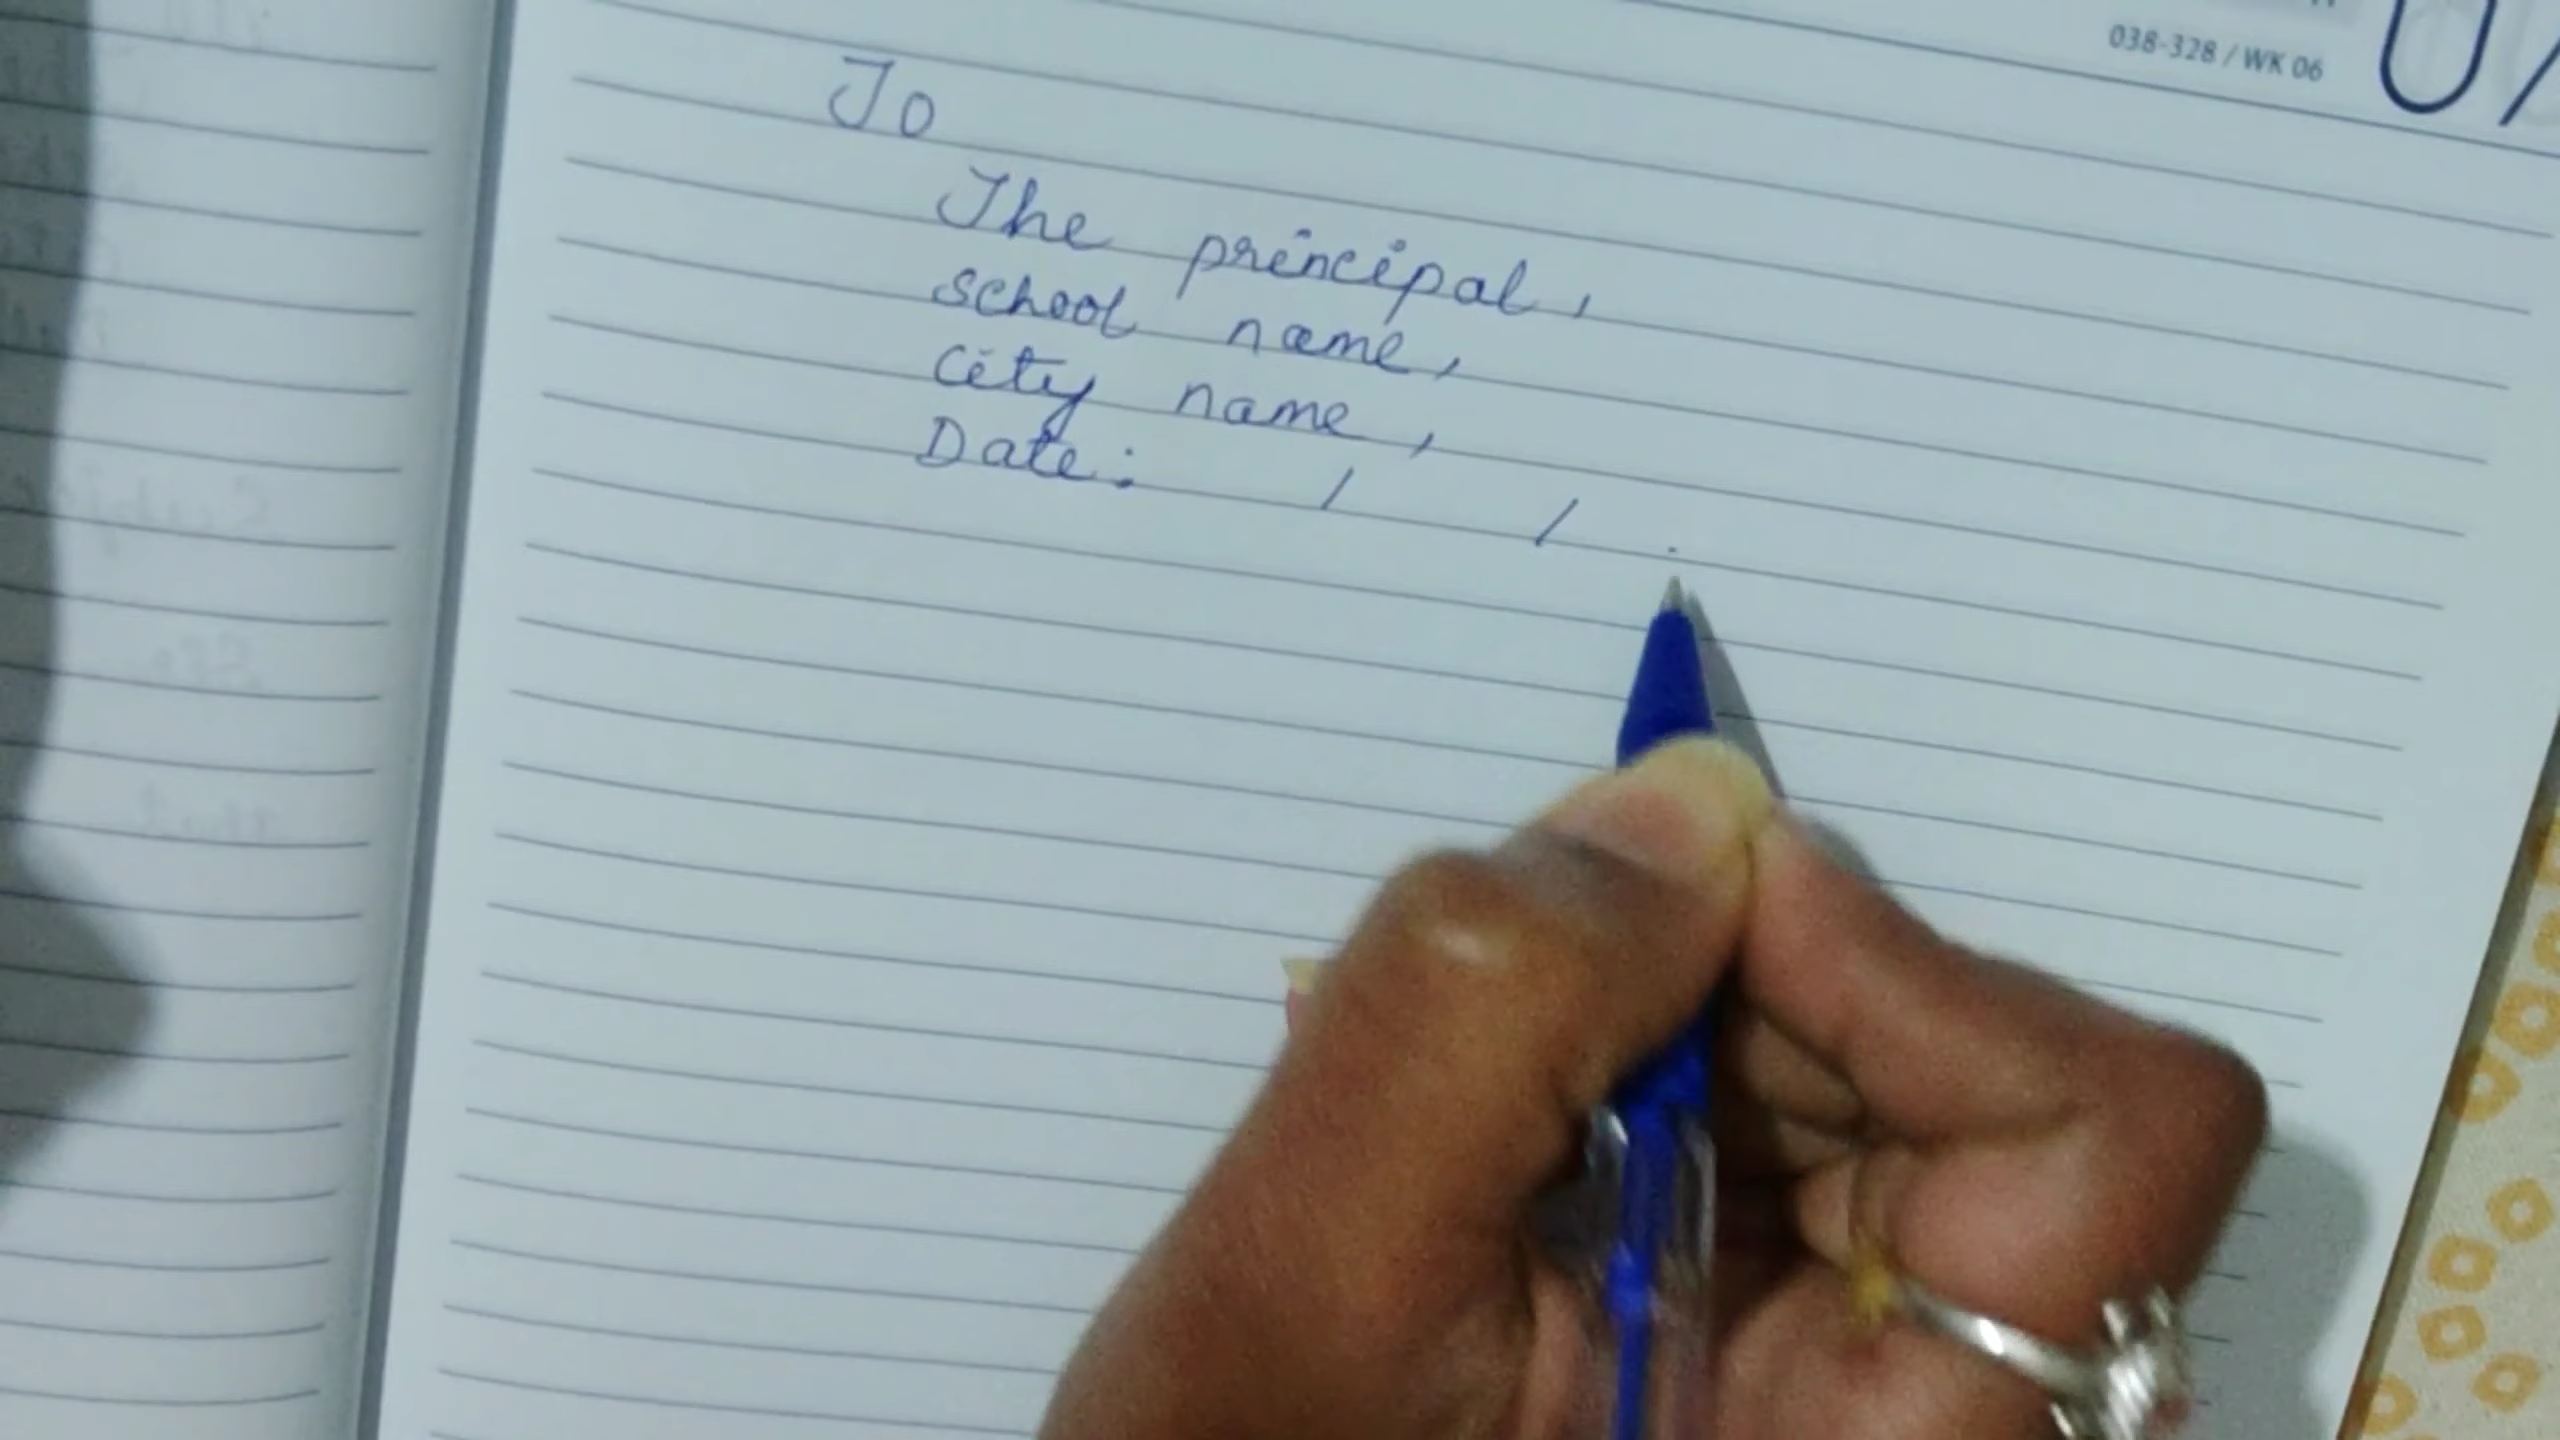 038-328 / WK 06
To
The principal,
school name,
city name,
Date: / / .